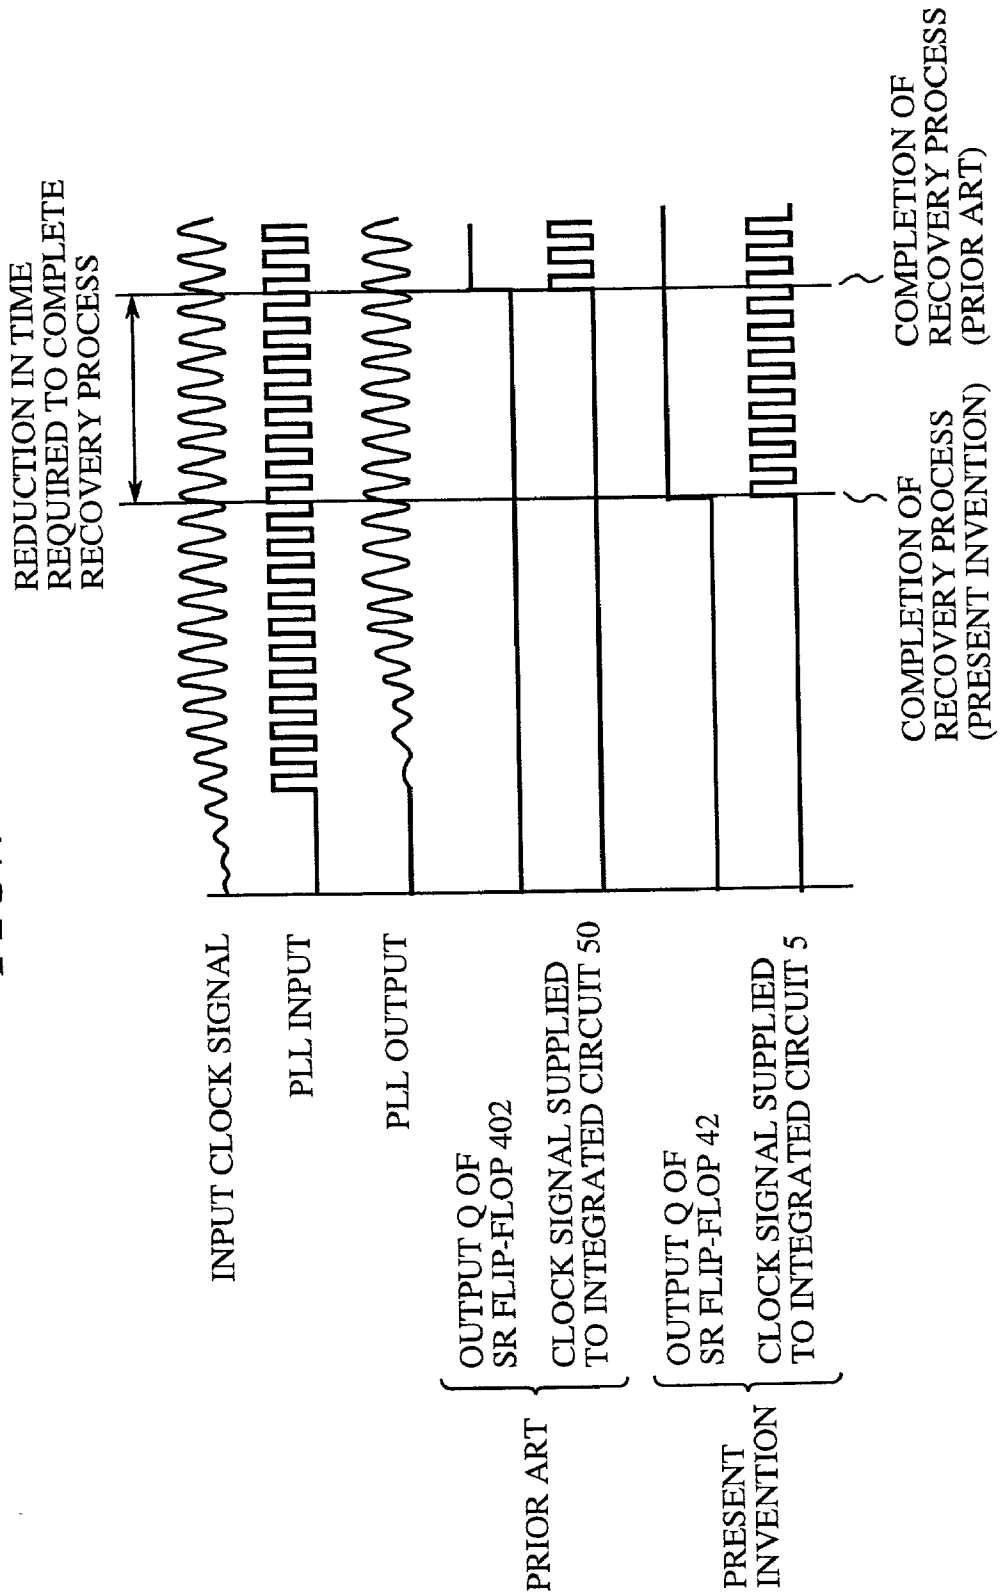 REDUCTION IN TIME
REQUIRED TO COMPLETE
RECOVERY PROCESS
INPUT CLOCK SIGNAL
PLL INPUT
PLL OUTPUT
PRIOR ART
OUTPUT Q OF
SR FLIP-FLOP 402
CLOCK SIGNAL SUPPLIED
TO INTEGRATED CIRCUIT 50
PRESENT
INVENTION
OUTPUT Q OF
SR FLIP-FLOP 42
CLOCK SIGNAL SUPPLIED
TO INTEGRATED CIRCUIT 5
COMPLETION OF
RECOVERY PROCESS
(PRESENT INVENTION)
COMPLETION OF
RECOVERY PROCESS
(PRIOR ART)